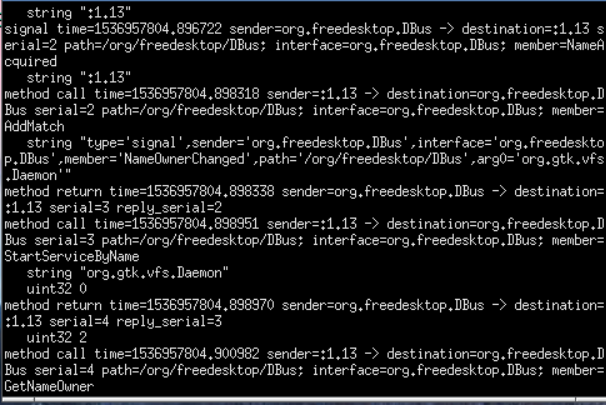 string ":1.13"
signal time=1536957804.896722 sender=org.freedesktop.DBus -> destination=:1.13 s
erial=2 path=/org/freedesktop/DBus; interface=org.freedesktop.DBus; member=NameA
cquired
   string ":1.13"
method call time=1536957804.898318 sender=:1.13 -> destination=org.freedesktop.D
Bus serial=2 path=/org/freedesktop/DBus; interface=org.freedesktop.DBus; member=
AddMatch
   string "type='signal',sender='org.freedesktop.DBus',interface='org.freedeskto
p.DBus',member='NameOwnerChanged',path='/org/freedesktop/DBus',arg0='org.gtk.vfs
.Daemon'"
method return time=1536957804.898338 sender=org.freedesktop.DBus -> destination=
:1.13 serial=3 reply_serial=2
method call time=1536957804.898951 sender=:1.13 -> destination=org.freedesktop.D
Bus serial=3 path=/org/freedesktop/DBus; interface=org.freedesktop.DBus; member=
StartServiceByName
   string "org.gtk.vfs.Daemon"
   uint32 0
method return time=1536957804.898970 sender=org.freedesktop.DBus -> destination=
:1.13 serial=4 reply_serial=3
   uint32 2
method call time=1536957804.900982 sender=:1.13 -> destination=org.freedesktop.D
Bus serial=4 path=/org/freedesktop/DBus; interface=org.freedesktop.DBus; member=
GetNameOwner